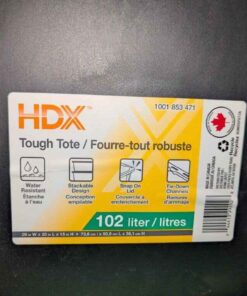 HDX
1001 853 471
Tough Tote / Fourre-tout robuste
Water Resistant
Étanche à l'eau
Stackable Design
Conception empilable
Snap On Lid
Couvercle à enclenchement
Tie-Down Channels
Rainures d'arrimage
102 liter / litres